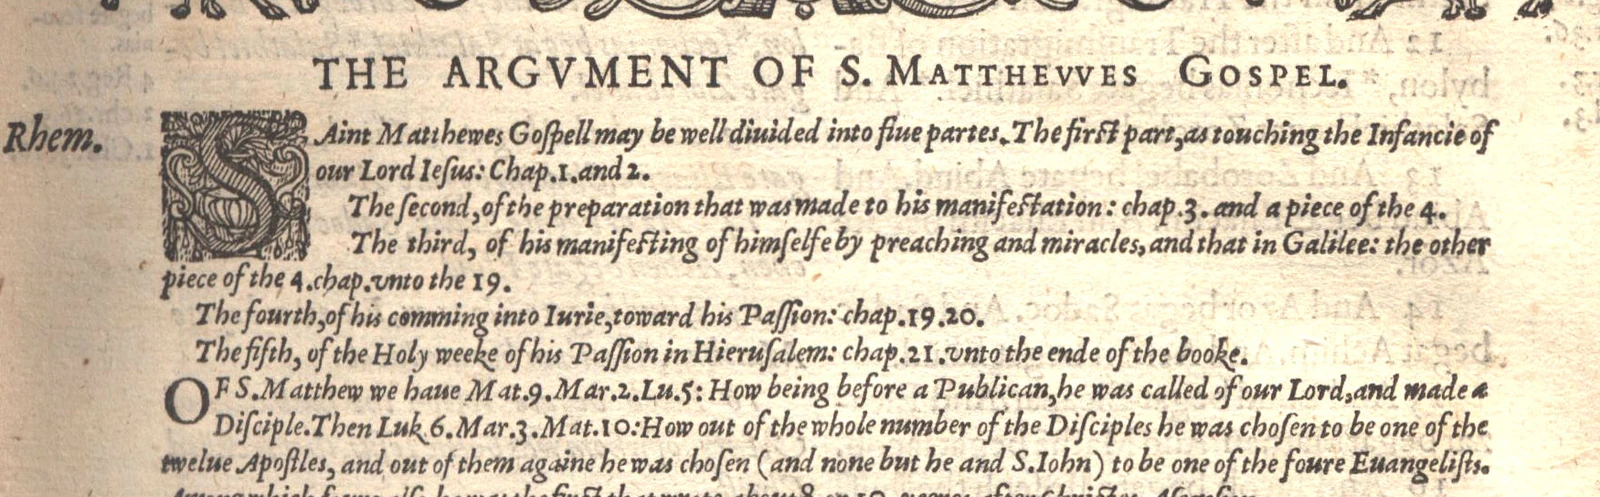 THE ARGVMENT OF S. MATTHEVVES GOSPEL.
Rhem.
SAint Matthewes Goſpell may be well diuided into fiue partes. The firſt part, as touching the Infancie of
our Lord Ieſus: Chap.1.and 2.
The ſecond, of the preparation that was made to his manifeſtation: chap.3. and a piece of the 4.
The third, of his manifeſting of himſelfe by preaching and miracles, and that in Galilee: the other
piece of the 4.chap.vnto the 19.
The fourth, of his comming into Iurie, toward his Paſſion: chap.19.20.
The fifth, of the Holy weeke of his Paſſion in Hieruſalem: chap.21.vnto the ende of the booke.
OF S.Matthew we haue Mat.9.Mar.2.Lu.5: How being before a Publican, he was called of our Lord, and made a
Diſciple.Then Luk.6.Mar.3.Mat.10:How out of the whole number of the Diſciples he was choſen to be one of the
twelue Apoſtles, and out of them againe he was choſen (and none but he and S.Iohn) to be one of the foure Euangeliſts.